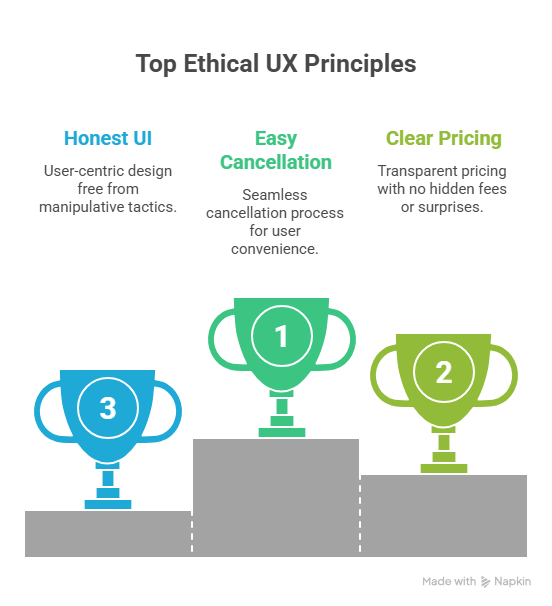 Top Ethical UX Principles
Honest UI
User-centric design
free from
manipulative tactics.
Easy
Cancellation
Seamless
cancellation process
for user
convenience.
Clear Pricing
Transparent pricing
with no hidden fees
or surprises.
3
1
2
Made with Napkin